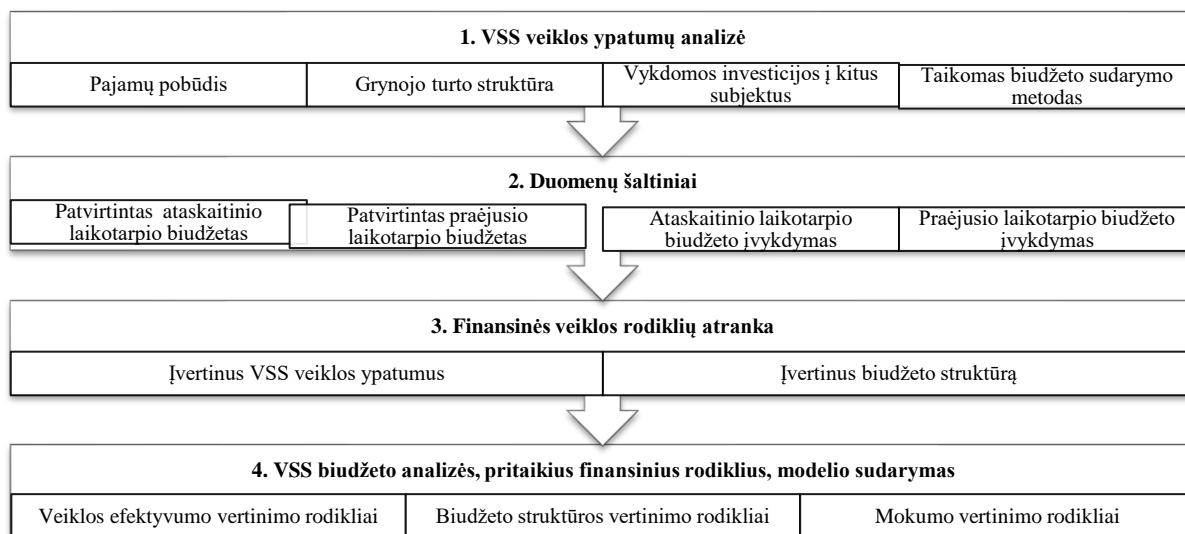 1. VSS veiklos ypatumų analizė
Pajamų pobūdis
Grynojo turto struktūra
Vykdomos investicijos į kitus
subjektus
Taikomas biudžeto sudarymo
metodas
2. Duomenų šaltiniai
Patvirtintas ataskaitinio
laikotarpio biudžetas
Patvirtintas praėjusio
laikotarpio biudžetas
Ataskaitinio laikotarpio
biudžeto įvykdymas
Praėjusio laikotarpio biudžeto
įvykdymas
3. Finansinės veiklos rodiklių atranka
Įvertinus VSS veiklos ypatumus
Įvertinus biudžeto struktūrą
4. VSS biudžeto analizės, pritaikius finansinius rodiklius, modelio sudarymas
Veiklos efektyvumo vertinimo rodikliai
Biudžeto struktūros vertinimo rodikliai
Mokumo vertinimo rodikliai